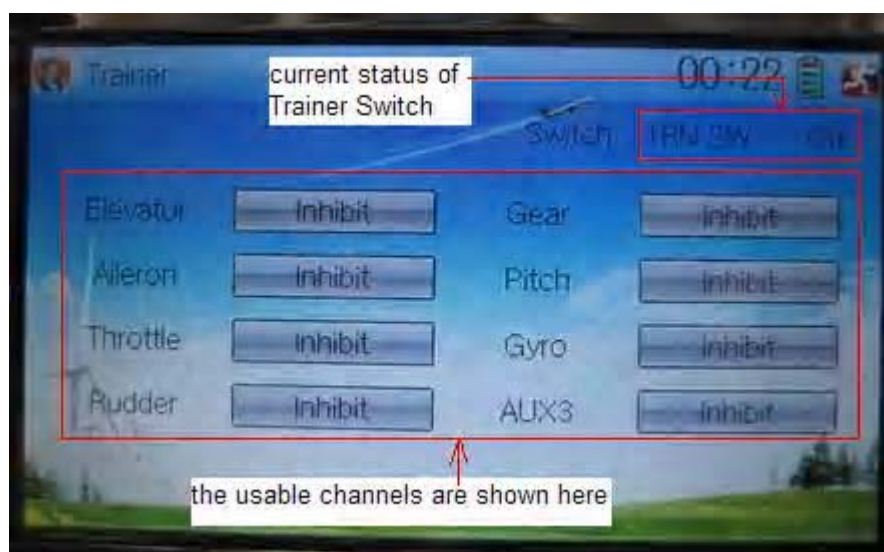 Trainer
current status of
Trainer Switch
00:22
Switch TRN SW
Elevator Inhibit Gear Inhibit
Aileron Inhibit Pitch Inhibit
Throttle Inhibit Gyro Inhibit
Rudder Inhibit AUX3 Inhibit
the usable channels are shown here